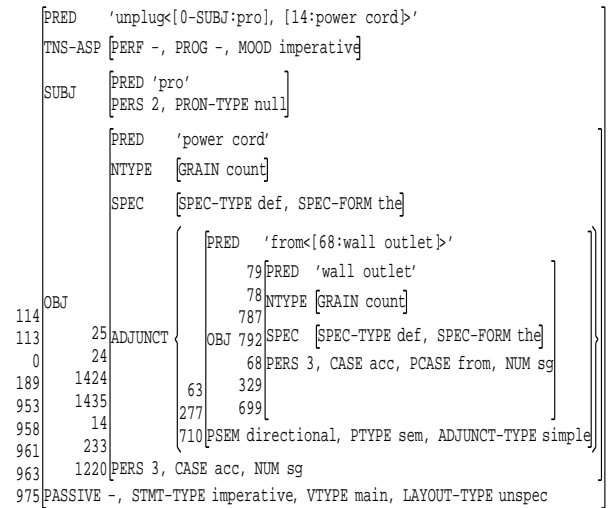 PRED 'unplug<[0-SUBJ:pro], [14:power cord]>'
TNS-ASP [PERF -, PROG -, MOOD imperative]
SUBJ [PRED 'pro'
PERS 2, PRON-TYPE null]
PRED 'power cord'
NTYPE [GRAIN count]
SPEC [SPEC-TYPE def, SPEC-FORM the]
PRED 'from<[68:wall outlet]>'
79 PRED 'wall outlet'
78 NTYPE [GRAIN count]
114 OBJ 787
113 25 ADJUNCT OBJ 792 SPEC [SPEC-TYPE def, SPEC-FORM the]
0 24 68 PERS 3, CASE acc, PCASE from, NUM sg
189 1424 63 329
953 1435 277 699
958 14 710 PSEM directional, PTYPE sem, ADJUNCT-TYPE simple
961 233
963 1220 PERS 3, CASE acc, NUM sg
975 PASSIVE -, STMT-TYPE imperative, VTYPE main, LAYOUT-TYPE unspec